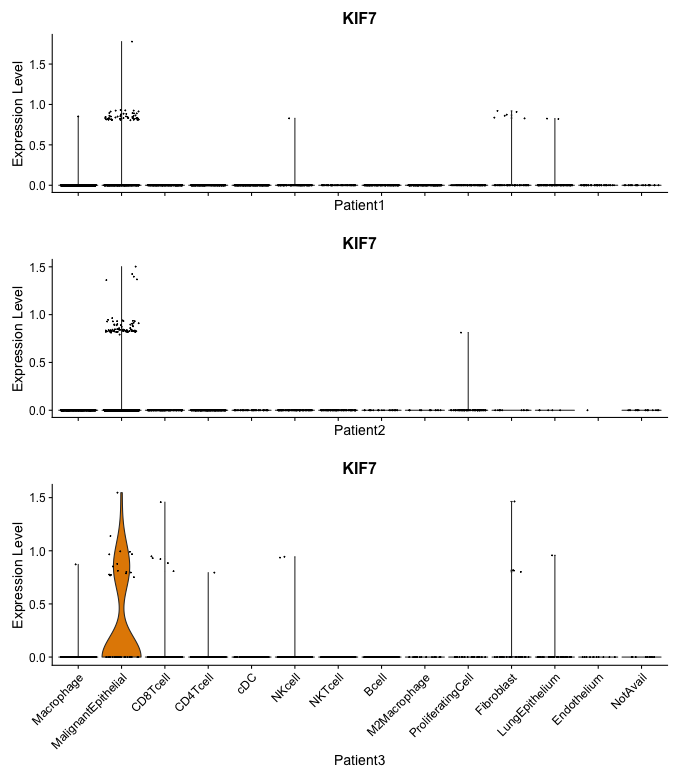 KIF7
Expression Level
1.5
1.0
0.5
0.0
Patient1
KIF7
Expression Level
1.5
1.0
0.5
0.0
Patient2
KIF7
Expression Level
1.5
1.0
0.5
0.0
Macrophage
MalignantEpithelial
CD8Tcell
CD4Tcell
cDC
NKcell
NKTcell
Bcell
M2Macrophage
ProliferatingCell
Fibroblast
LungEpithelium
Endothelium
NotAvail
Patient3